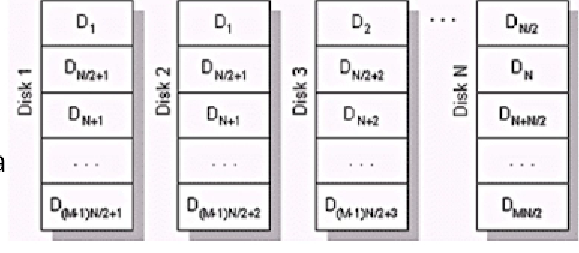 D1 D1 D2 ... DN/2
DN/2+1 DN/2+1 DN/2+2 DN
DN+1 DN+1 DN+2 DN+N/2
... ... ... ...
D(M-1)N/2+1 D(M-1)N/2+2 D(M-1)N/2+3 DMN/2
Disk 1
Disk 2
Disk 3
Disk N
a